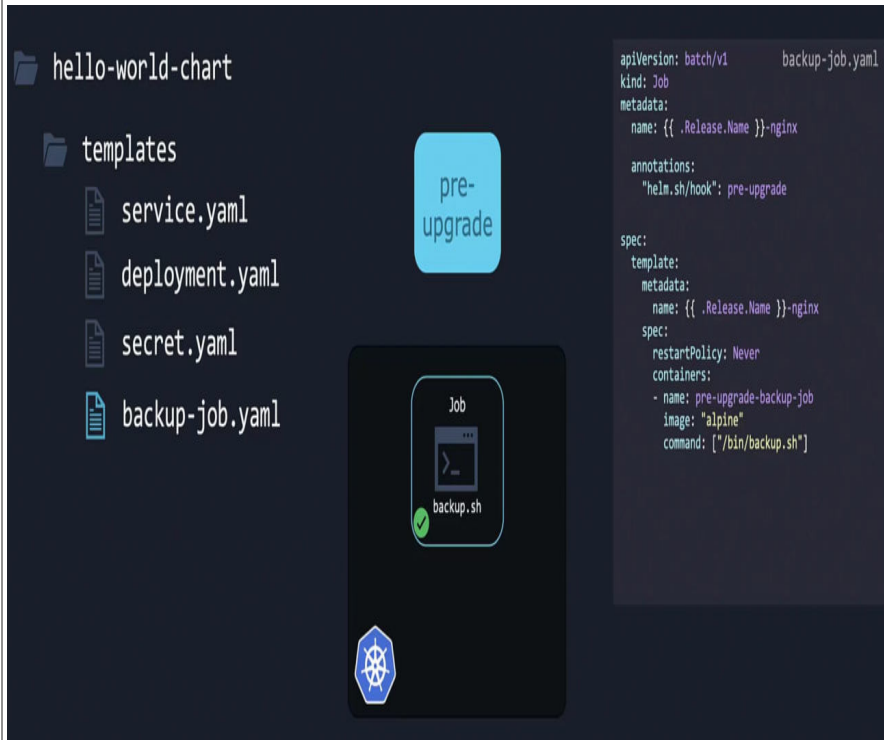 hello-world-chart
templates
service.yaml
deployment.yaml
secret.yaml
backup-job.yaml
pre-
upgrade
Job
>_
backup.sh
backup-job.yaml
apiVersion: batch/v1
kind: Job
metadata:
  name: {{ .Release.Name }}-nginx
  annotations:
    "helm.sh/hook": pre-upgrade
spec:
  template:
    metadata:
      name: {{ .Release.Name }}-nginx
    spec:
      restartPolicy: Never
      containers:
      - name: pre-upgrade-backup-job
        image: "alpine"
        command: ["/bin/backup.sh"]